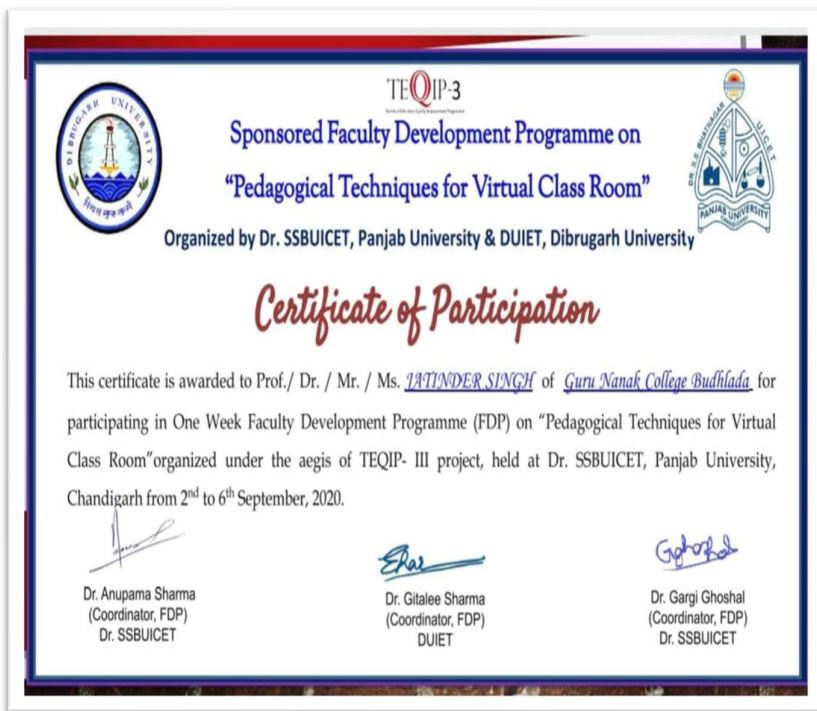 TEQIP-3
Sponsored Faculty Development Programme on
“Pedagogical Techniques for Virtual Class Room”
Organized by Dr. SSBUICET, Panjab University & DUIET, Dibrugarh University
DIBRUGARH UNIVERSITY
नियय कुरु कर्म्म
DR. S.S. BHATNAGAR U.I.C.E.T
PANJAB UNIVERSITY
Certificate of Participation
This certificate is awarded to Prof./ Dr. / Mr. / Ms. JATINDER SINGH of Guru Nanak College Budhlada for
participating in One Week Faculty Development Programme (FDP) on “Pedagogical Techniques for Virtual
Class Room”organized under the aegis of TEQIP- III project, held at Dr. SSBUICET, Panjab University,
Chandigarh from 2nd to 6th September, 2020.
Dr. Anupama Sharma
(Coordinator, FDP)
Dr. SSBUICET
Dr. Gitalee Sharma
(Coordinator, FDP)
DUIET
Dr. Gargi Ghoshal
(Coordinator, FDP)
Dr. SSBUICET